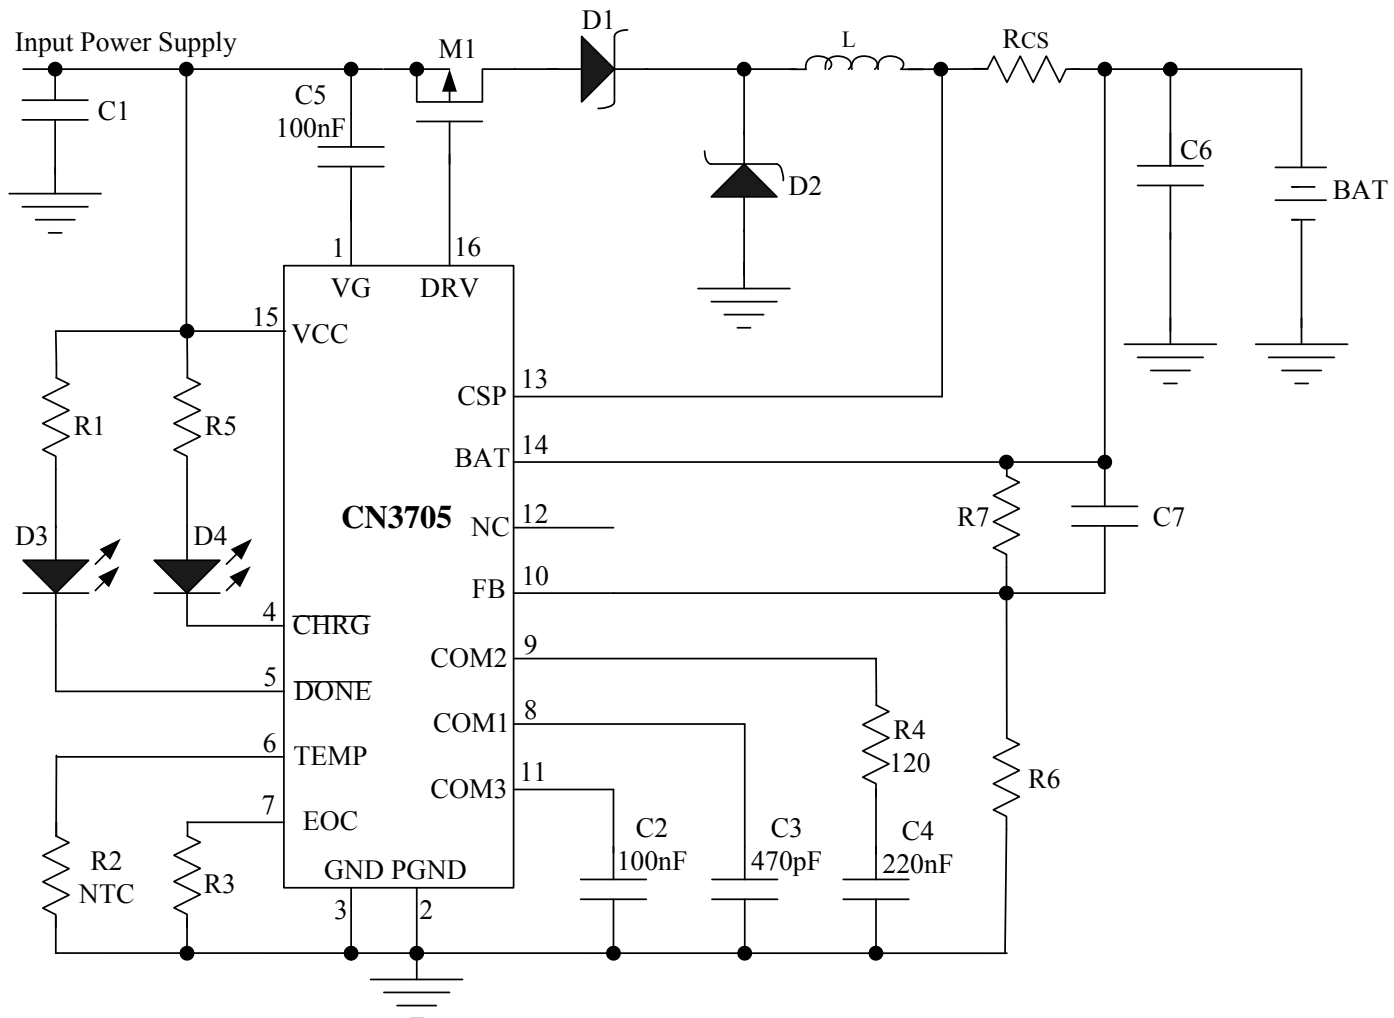 D1
Input Power Supply
M1
L
RCS
C5
100nF
C1
C6
D2
BAT
1
16
VG
DRV
15
VCC
13
CSP
R1
R5
14
BAT
CN3705
12
NC
R7
C7
D3
D4
10
FB
4
CHRG
9
COM2
5
DONE
8
COM1
R4
120
6
TEMP
11
COM3
R6
7
EOC
C2
100nF
C3
470pF
C4
220nF
R2
NTC
R3
GND
PGND
3
2